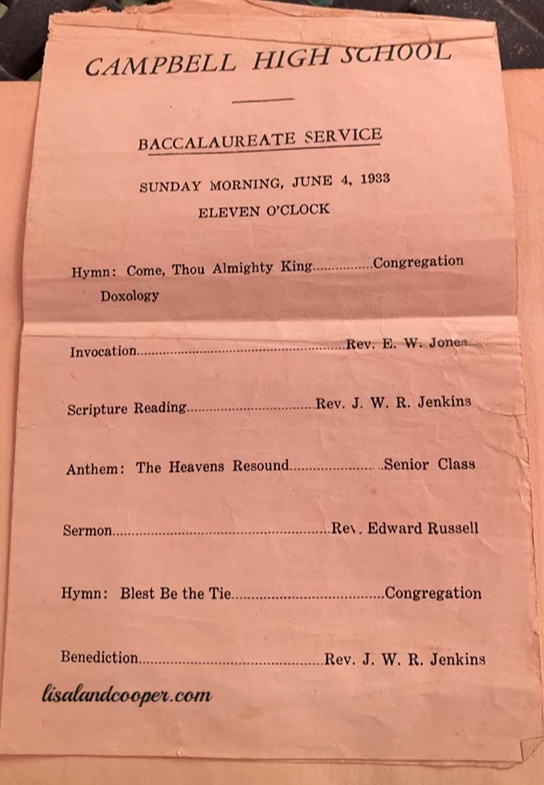 CAMPBELL HIGH SCHOOL
BACCALAUREATE SERVICE
SUNDAY MORNING, JUNE 4, 1933
ELEVEN O'CLOCK
Hymn: Come, Thou Almighty King...............Congregation
Doxology
Invocation....................................................Rev. E. W. Jones
Scripture Reading................................Rev. J. W. R. Jenkins
Anthem: The Heavens Resound......................Senior Class
Sermon.......................................................Rev. Edward Russell
Hymn: Blest Be the Tie.......................................Congregation
Benediction..............................................Rev. J. W. R. Jenkins
lisalandcooper.com